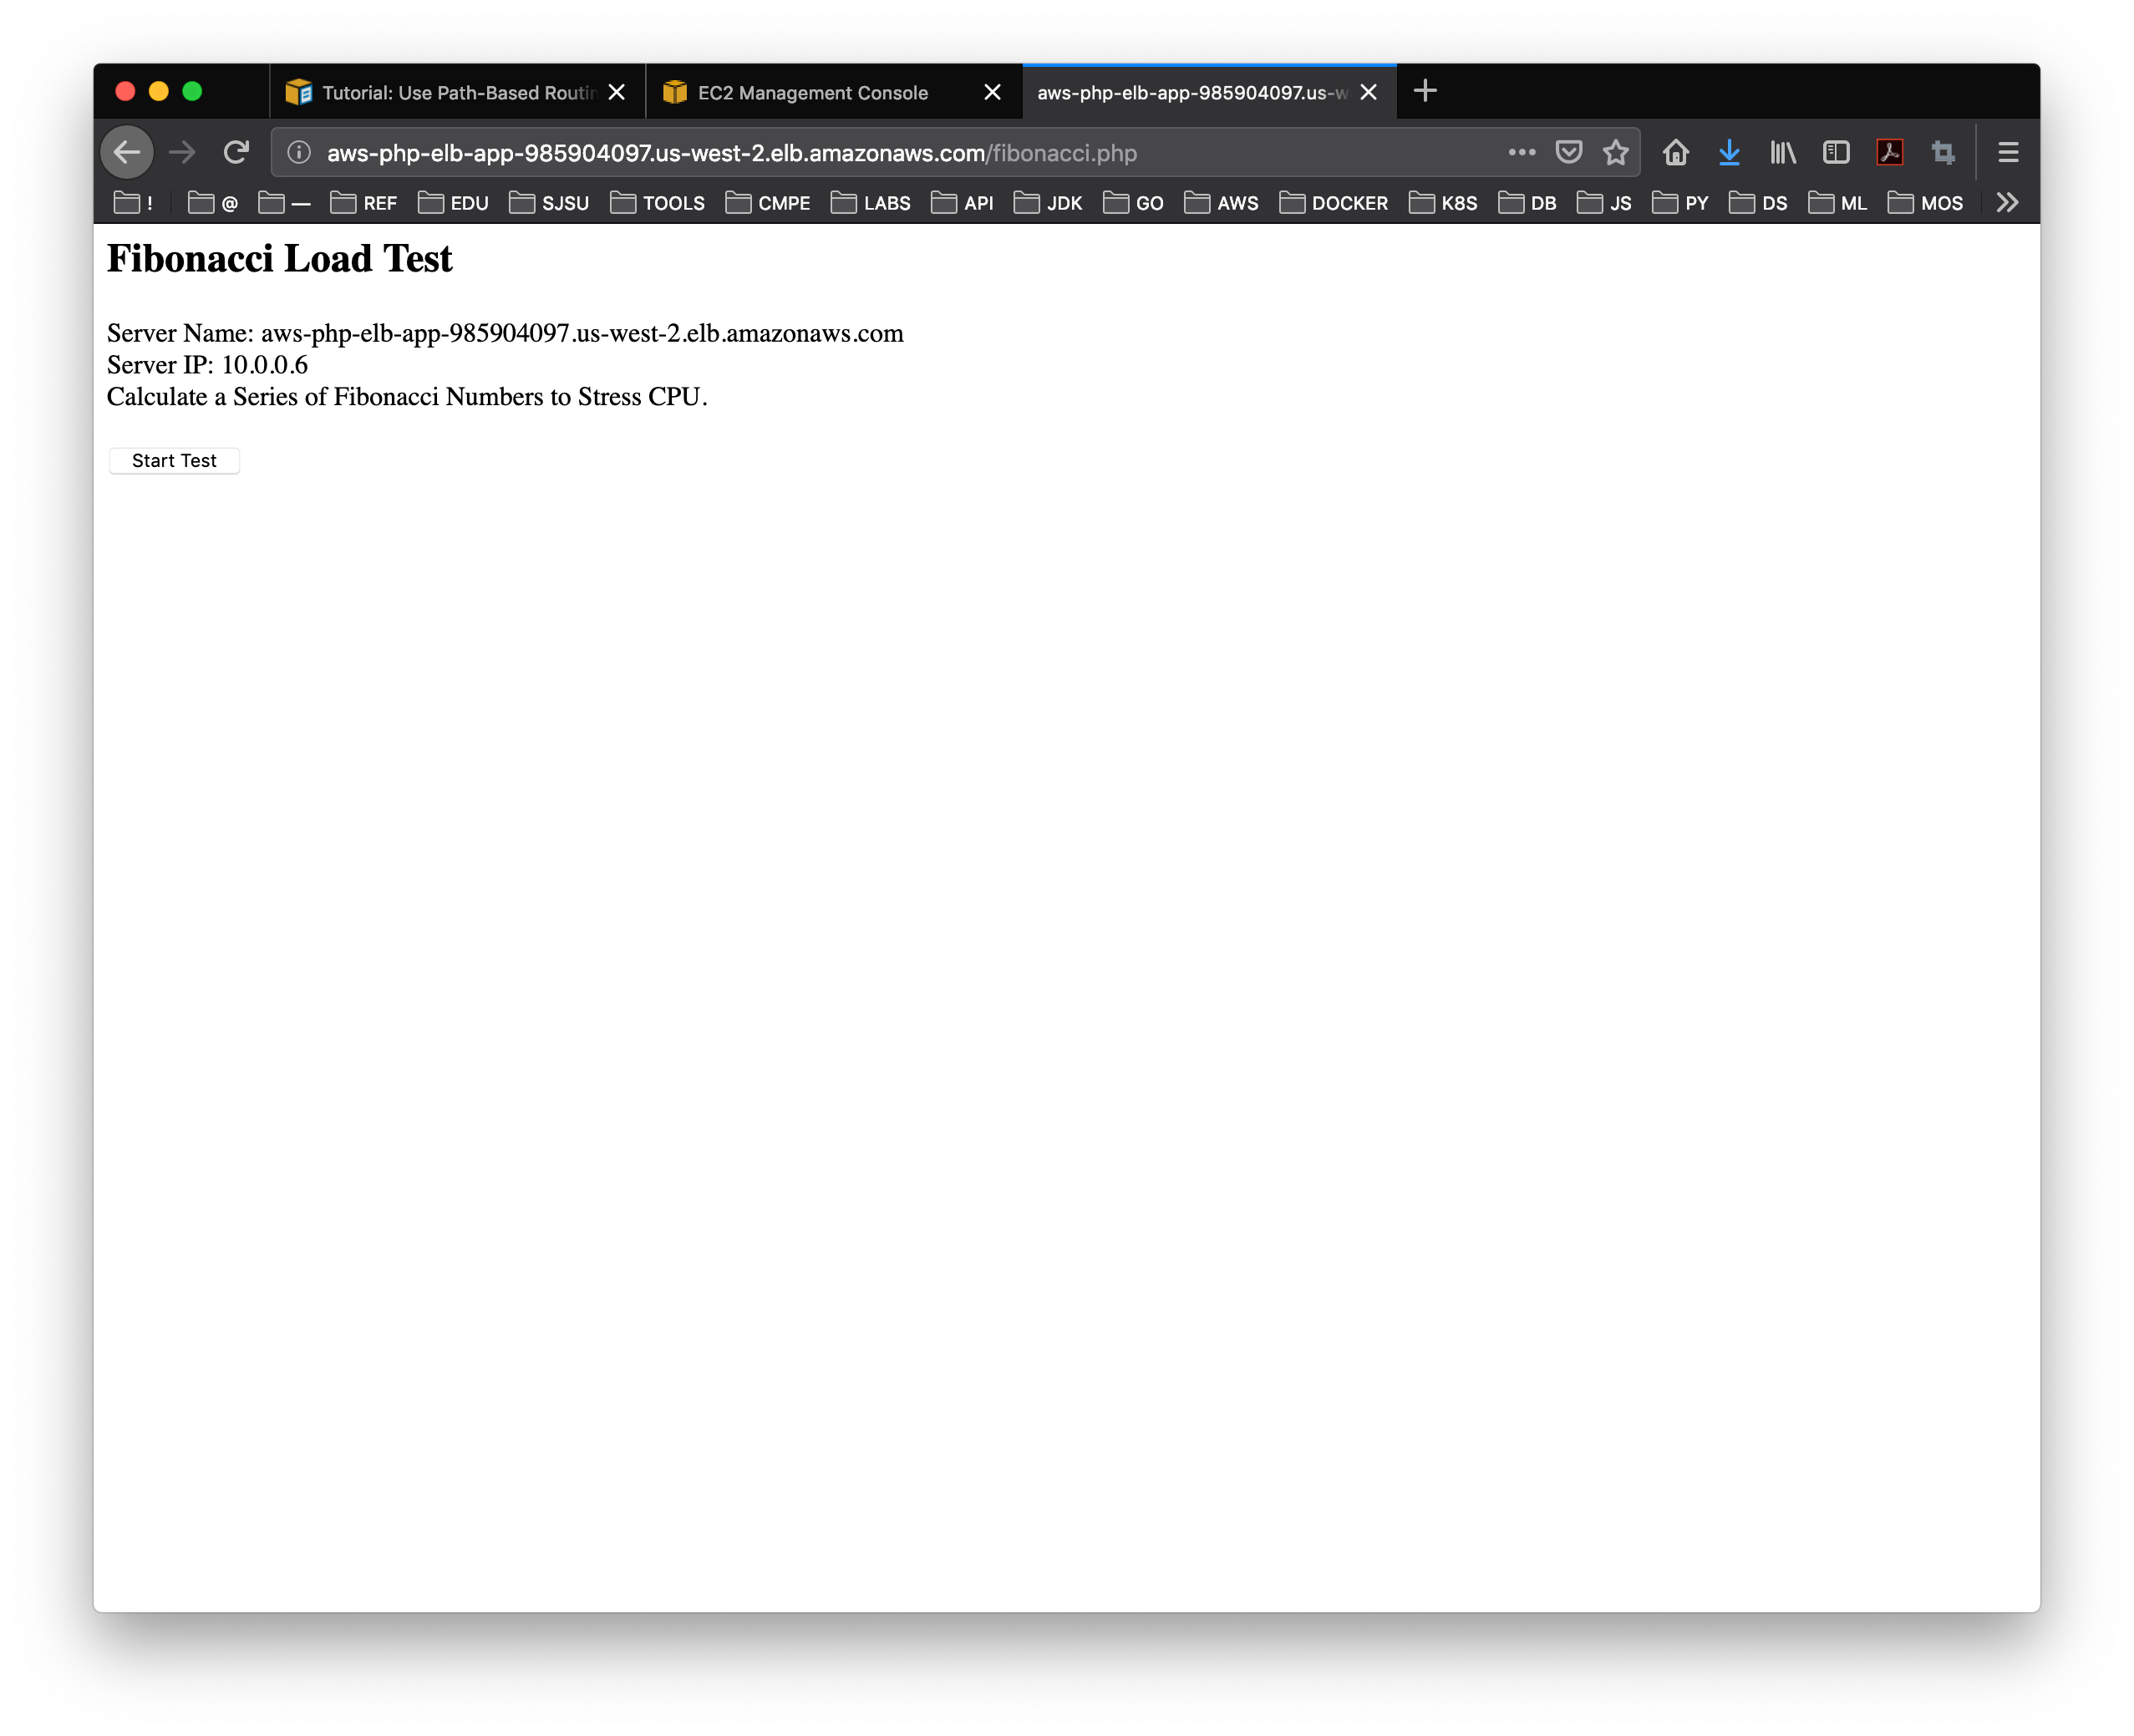 Tutorial: Use Path-Based Routin
EC2 Management Console
aws-php-elb-app-985904097.us-w
aws-php-elb-app-985904097.us-west-2.elb.amazonaws.com/fibonacci.php
! @ — REF EDU SJSU TOOLS CMPE LABS API JDK GO AWS DOCKER K8S DB JS PY DS ML MOS
Fibonacci Load Test
Server Name: aws-php-elb-app-985904097.us-west-2.elb.amazonaws.com
Server IP: 10.0.0.6
Calculate a Series of Fibonacci Numbers to Stress CPU.
Start Test